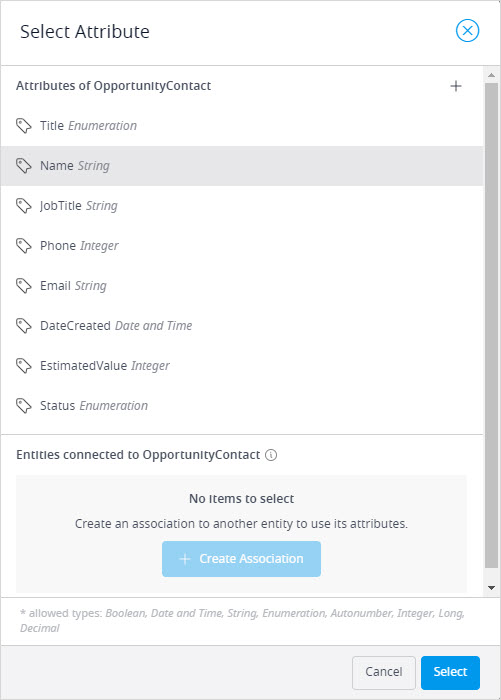 Select Attribute
Attributes of OpportunityContact
Title Enumeration
Name String
JobTitle String
Phone Integer
Email String
DateCreated Date and Time
EstimatedValue Integer
Status Enumeration
Entities connected to OpportunityContact
No items to select
Create an association to another entity to use its attributes.
Create Association
* allowed types: Boolean, Date and Time, String, Enumeration, Autonumber, Integer, Long,
Decimal
Cancel Select